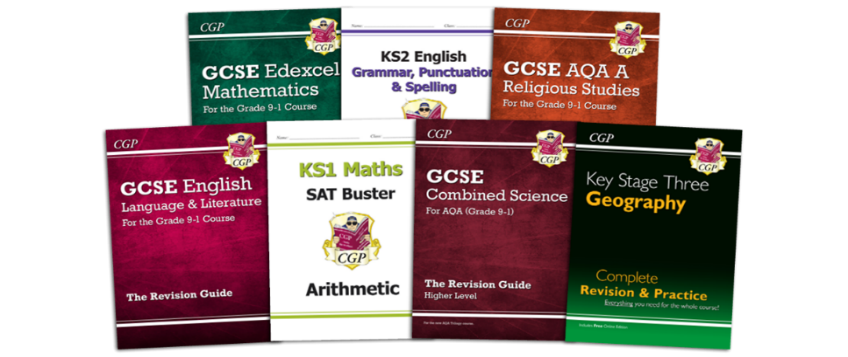 CGP
GCSE Edexcel
Mathematics
For the Grade 9-1 Course
CGP
Name: Class:
KS2 English
Grammar, Punctuation
& Spelling
CGP
GCSE AQA A
Religious Studies
For the Grade 9-1 Course
CGP
CGP
GCSE English
Language & Literature
For the Grade 9-1 Course
The Revision Guide
CGP
Name: Class:
KS1 Maths
SAT Buster
CGP
CGP
Arithmetic
CGP
GCSE
Combined Science
For AQA (Grade 9-1)
The Revision Guide
Higher Level
CGP
CGP
Key Stage Three
Geography
Complete
Revision & Practice
Everything you need for the whole course!
Includes Free Online Edition
CGP